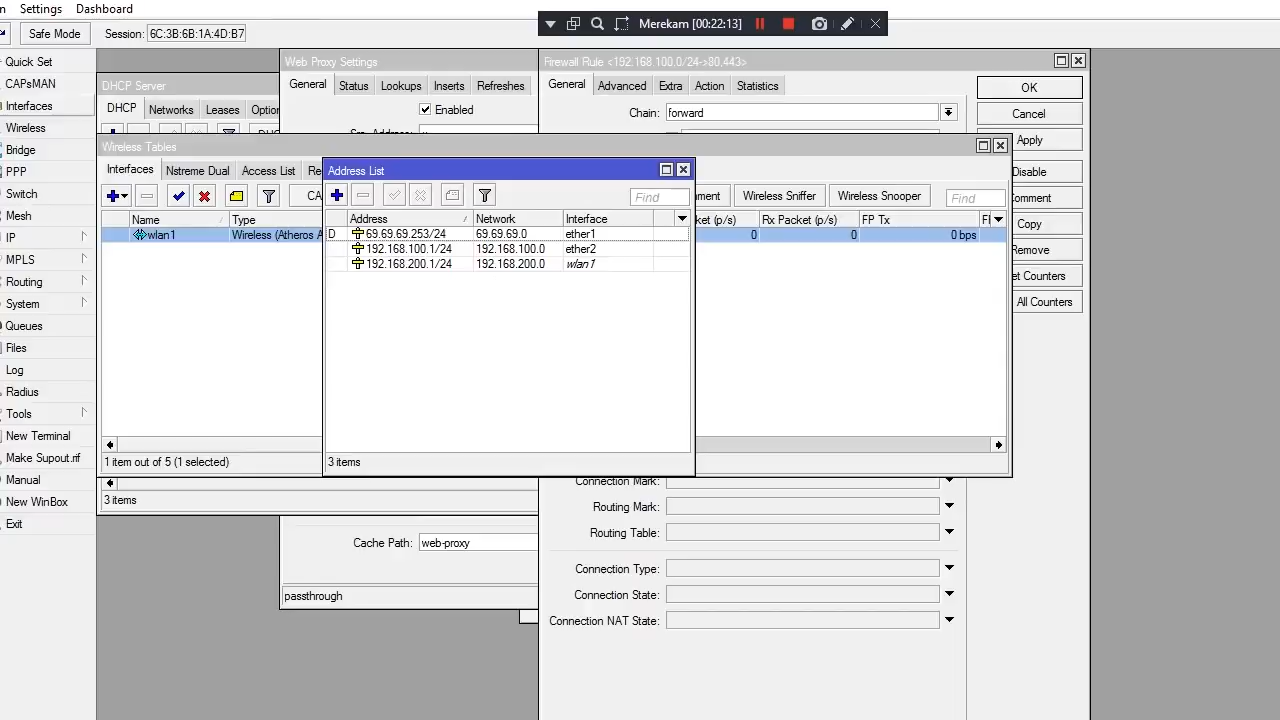 Settings Dashboard
Merekam [00:22:13]
Safe Mode Session: 6C:3B:6B:1A:4D:B7
Quick Set
CAPsMAN
Interfaces
Wireless
Bridge
PPP
Switch
Mesh
IP
MPLS
Routing
System
Queues
Files
Log
Radius
Tools
New Terminal
Make Supout.rif
Manual
New WinBox
Exit
DHCP Server
DHCP Networks Leases
3 items
Web Proxy Settings
General Status Lookups Inserts Refreshes
Enabled
Cache Path: web-proxy
passthrough
Firewall Rule <192.168.100.0/24->80,443>
General Advanced Extra Action Statistics
Chain: forward
OK
Cancel
Apply
Connection Mark:
Routing Mark:
Routing Table:
Connection Type:
Connection State:
Connection NAT State:
Wireless Tables
Interfaces Nstreme Dual Access List
Wireless Sniffer Wireless Snooper Find
Name Type Rx Packet (p/s) FP Tx
wlan1 Wireless (Atheros 0 0 0 bps
1 item out of 5 (1 selected)
Address List
Find
Address Network Interface
D 69.69.69.253/24 69.69.69.0 ether1
192.168.100.1/24 192.168.100.0 ether2
192.168.200.1/24 192.168.200.0 wlan1
3 items
Copy
All Counters